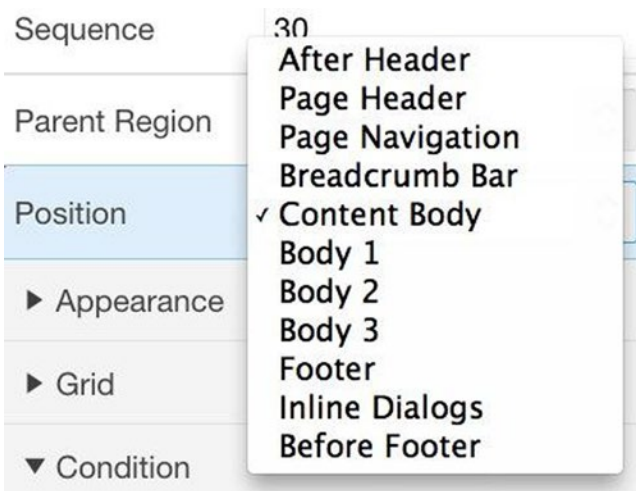 Sequence 30
After Header
Page Header
Parent Region
Page Navigation
Breadcrumb Bar
Position
✓ Content Body
Body 1
Body 2
▶ Appearance
Body 3
Footer
▶ Grid
Inline Dialogs
Before Footer
▼ Condition